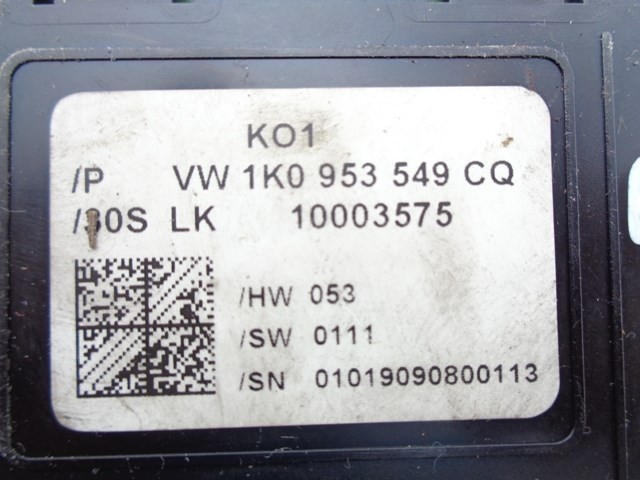 KO1
/P VW 1K0 953 549 CQ
/30S LK 10003575
/HW 053
/SW 0111
/SN 01019090800113